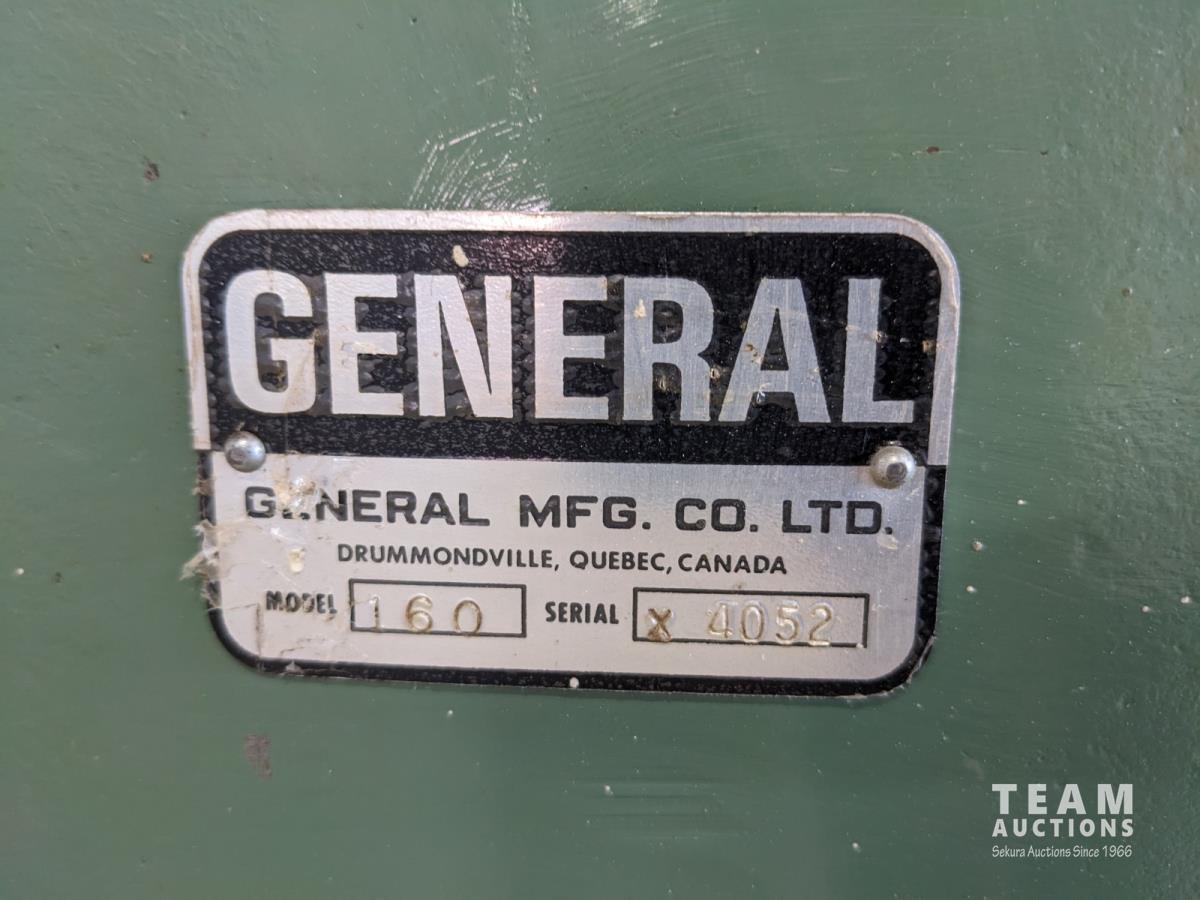 GENERAL
GENERAL MFG. CO. LTD.
DRUMMONDVILLE, QUEBEC, CANADA
MODEL 160 SERIAL X 4052
TEAM
AUCTIONS
Sekura Auctions Since 1966